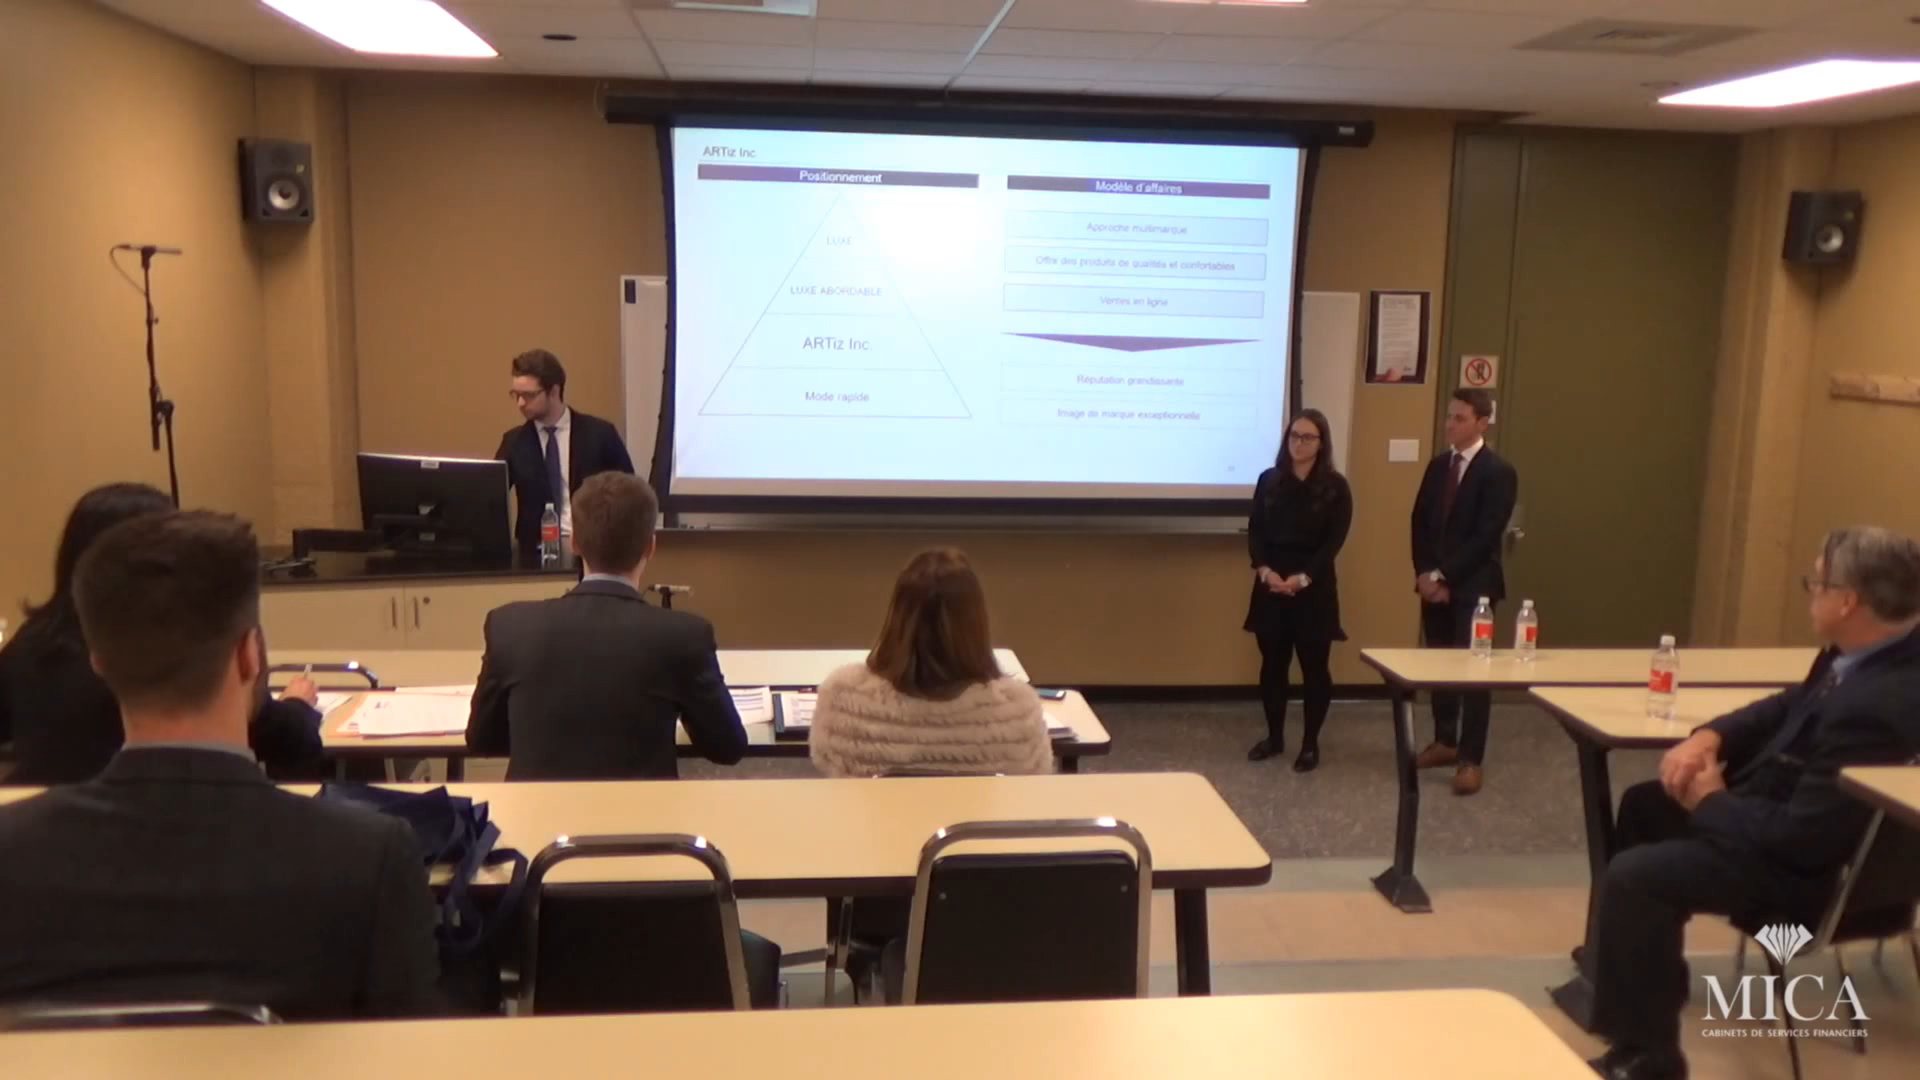 ARTiz Inc.
Positionnement
LUXE
LUXE ABORDABLE
ARTiz Inc.
Mode rapide
Modèle d'affaires
Approche multimarque
Offrir des produits de qualités et confortables
Ventes en ligne
Réputation grandissante
Image de marque exceptionnelle
MICA
CABINETS DE SERVICES FINANCIERS